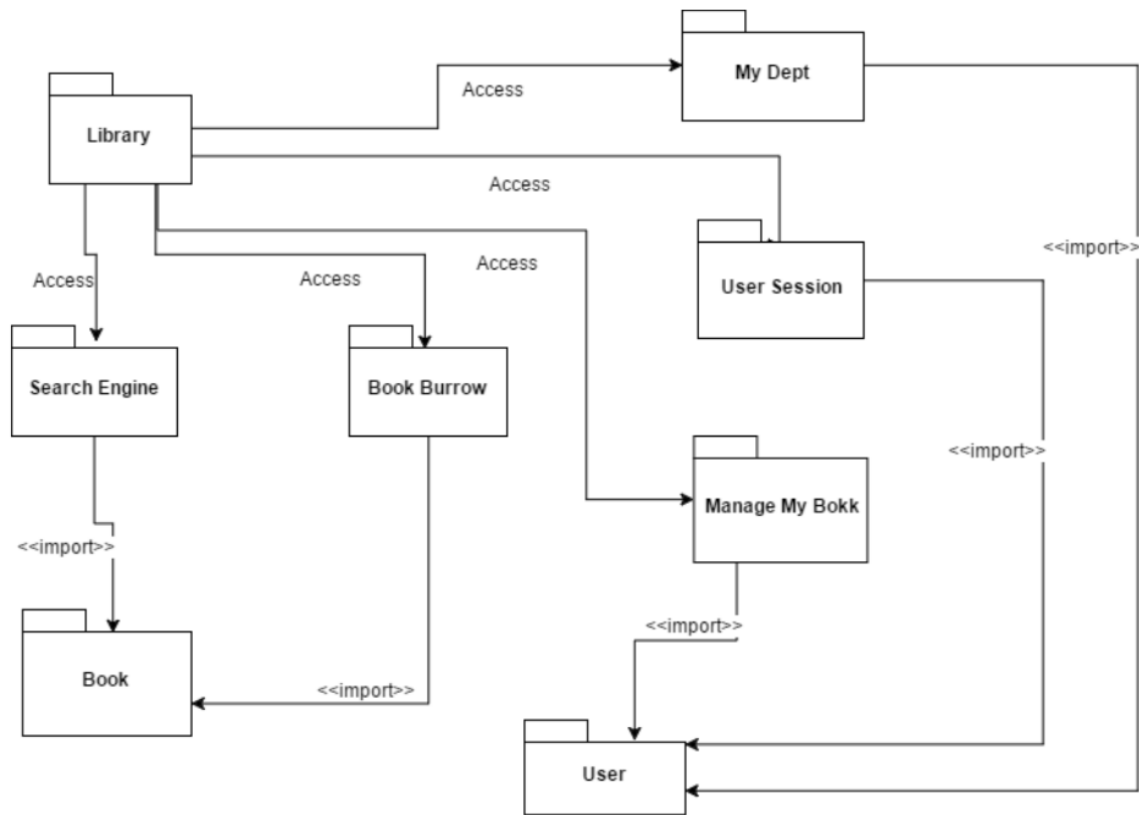 My Dept
Access
Library
Access
<<import>>
Access
Access
Access
User Session
Search Engine
Book Burrow
<<import>>
Manage My Bokk
<<import>>
<<import>>
Book
<<import>>
User